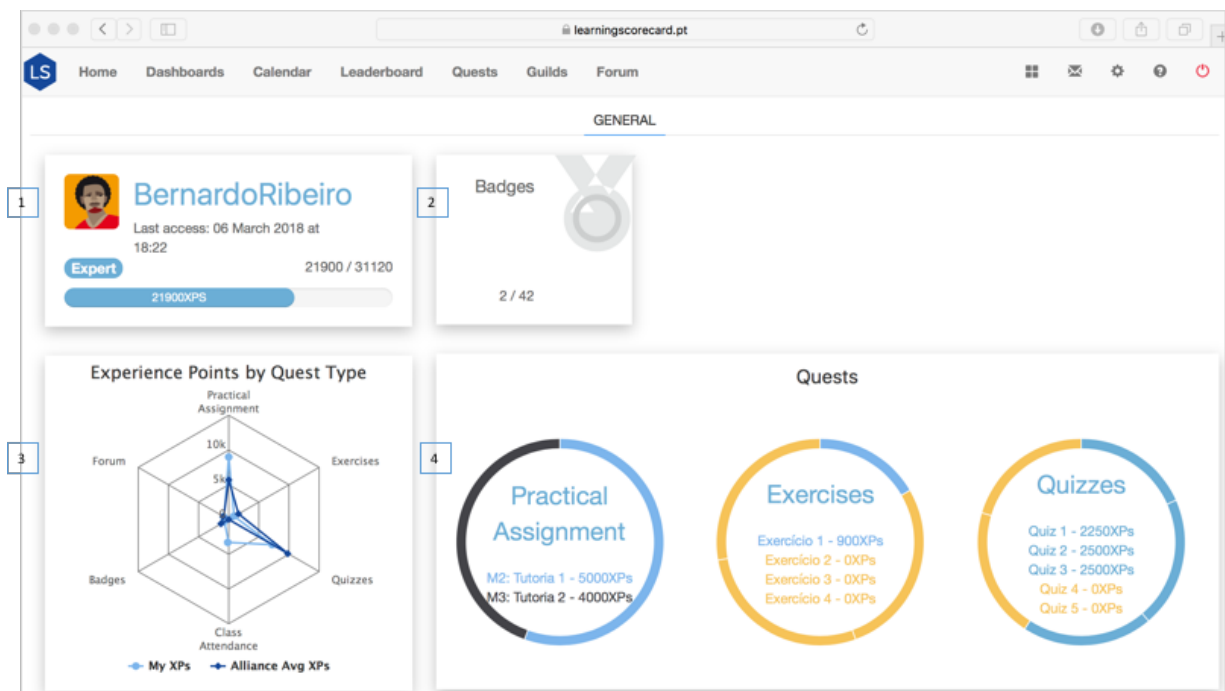 learningscorecard.pt
LS
Home Dashboards Calendar Leaderboard Quests Guilds Forum
GENERAL
1
BernardoRibeiro
Last access: 06 March 2018 at
18:22
Expert
21900 / 31120
21900XPS
2
Badges
2 / 42
3
Experience Points by Quest Type
Practical
Assignment
10k
5k
0
Forum
Exercises
Badges
Quizzes
Class
Attendance
My XPs Alliance Avg XPs
4
Quests
Practical
Assignment
M2: Tutoria 1 - 5000XPs
M3: Tutoria 2 - 4000XPs
Exercises
Exercício 1 - 900XPs
Exercício 2 - 0XPs
Exercício 3 - 0XPs
Exercício 4 - 0XPs
Quizzes
Quiz 1 - 2250XPs
Quiz 2 - 2500XPs
Quiz 3 - 2500XPs
Quiz 4 - 0XPs
Quiz 5 - 0XPs